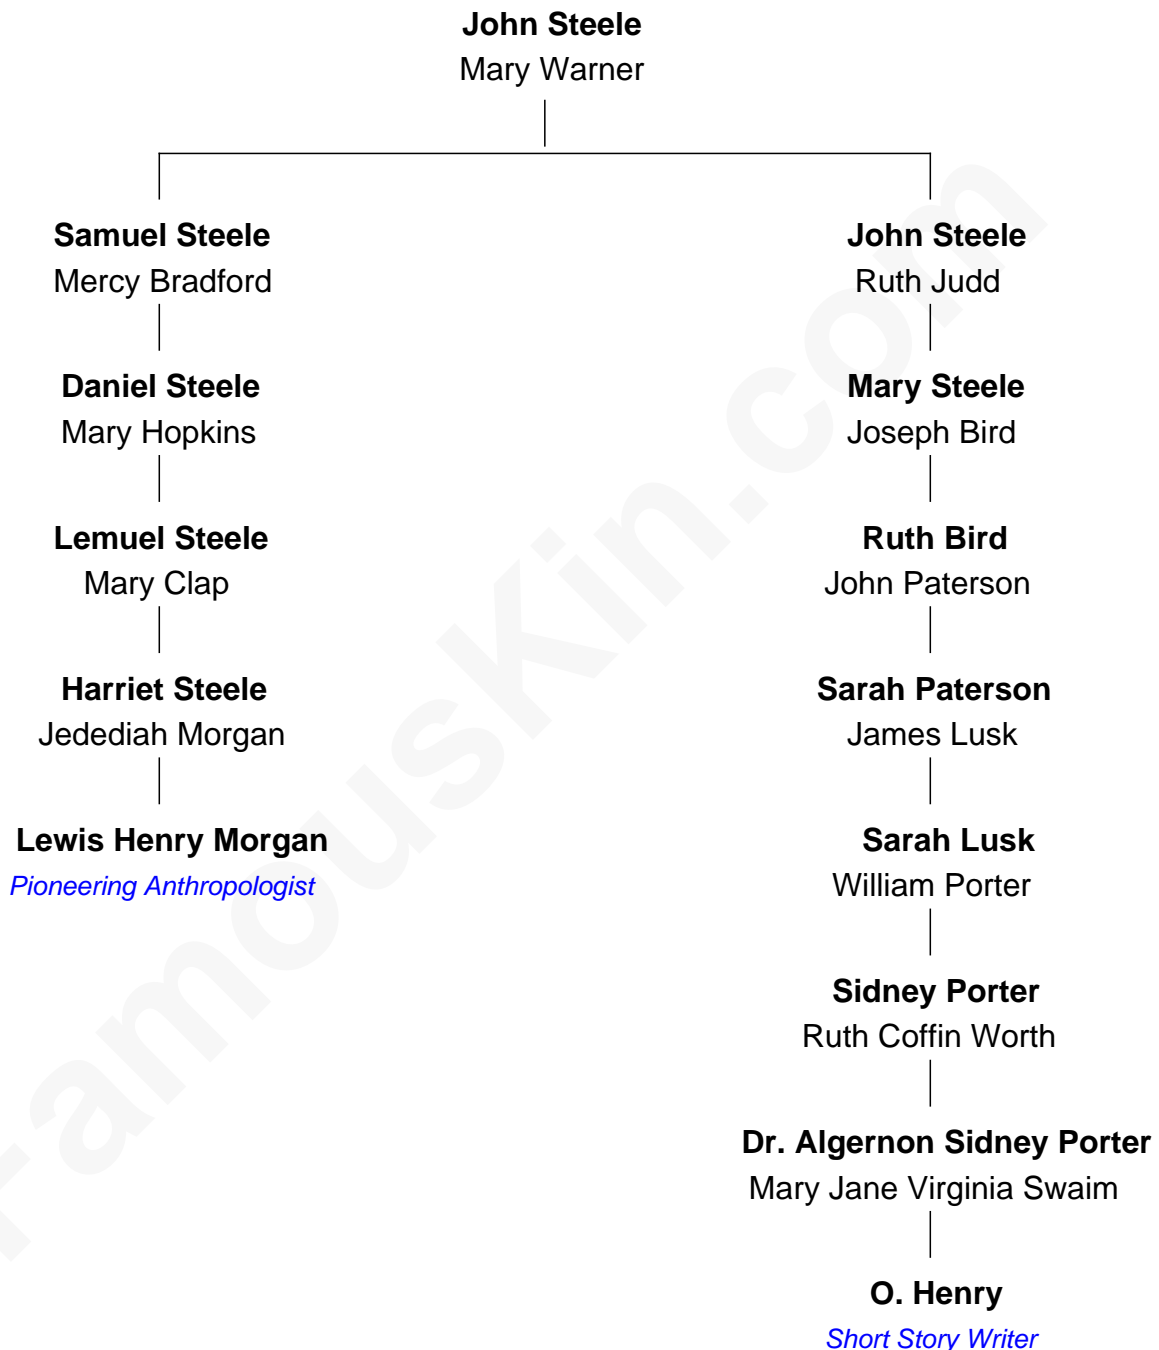 John Steele
Mary Warner
Samuel Steele
Mercy Bradford
Daniel Steele
Mary Hopkins
Lemuel Steele
Mary Clap
Harriet Steele
Jedediah Morgan
Lewis Henry Morgan
Pioneering Anthropologist
John Steele
Ruth Judd
Mary Steele
Joseph Bird
Ruth Bird
John Paterson
Sarah Paterson
James Lusk
Sarah Lusk
William Porter
Sidney Porter
Ruth Coffin Worth
Dr. Algernon Sidney Porter
Mary Jane Virginia Swaim
O. Henry
Short Story Writer
FamousKin.com